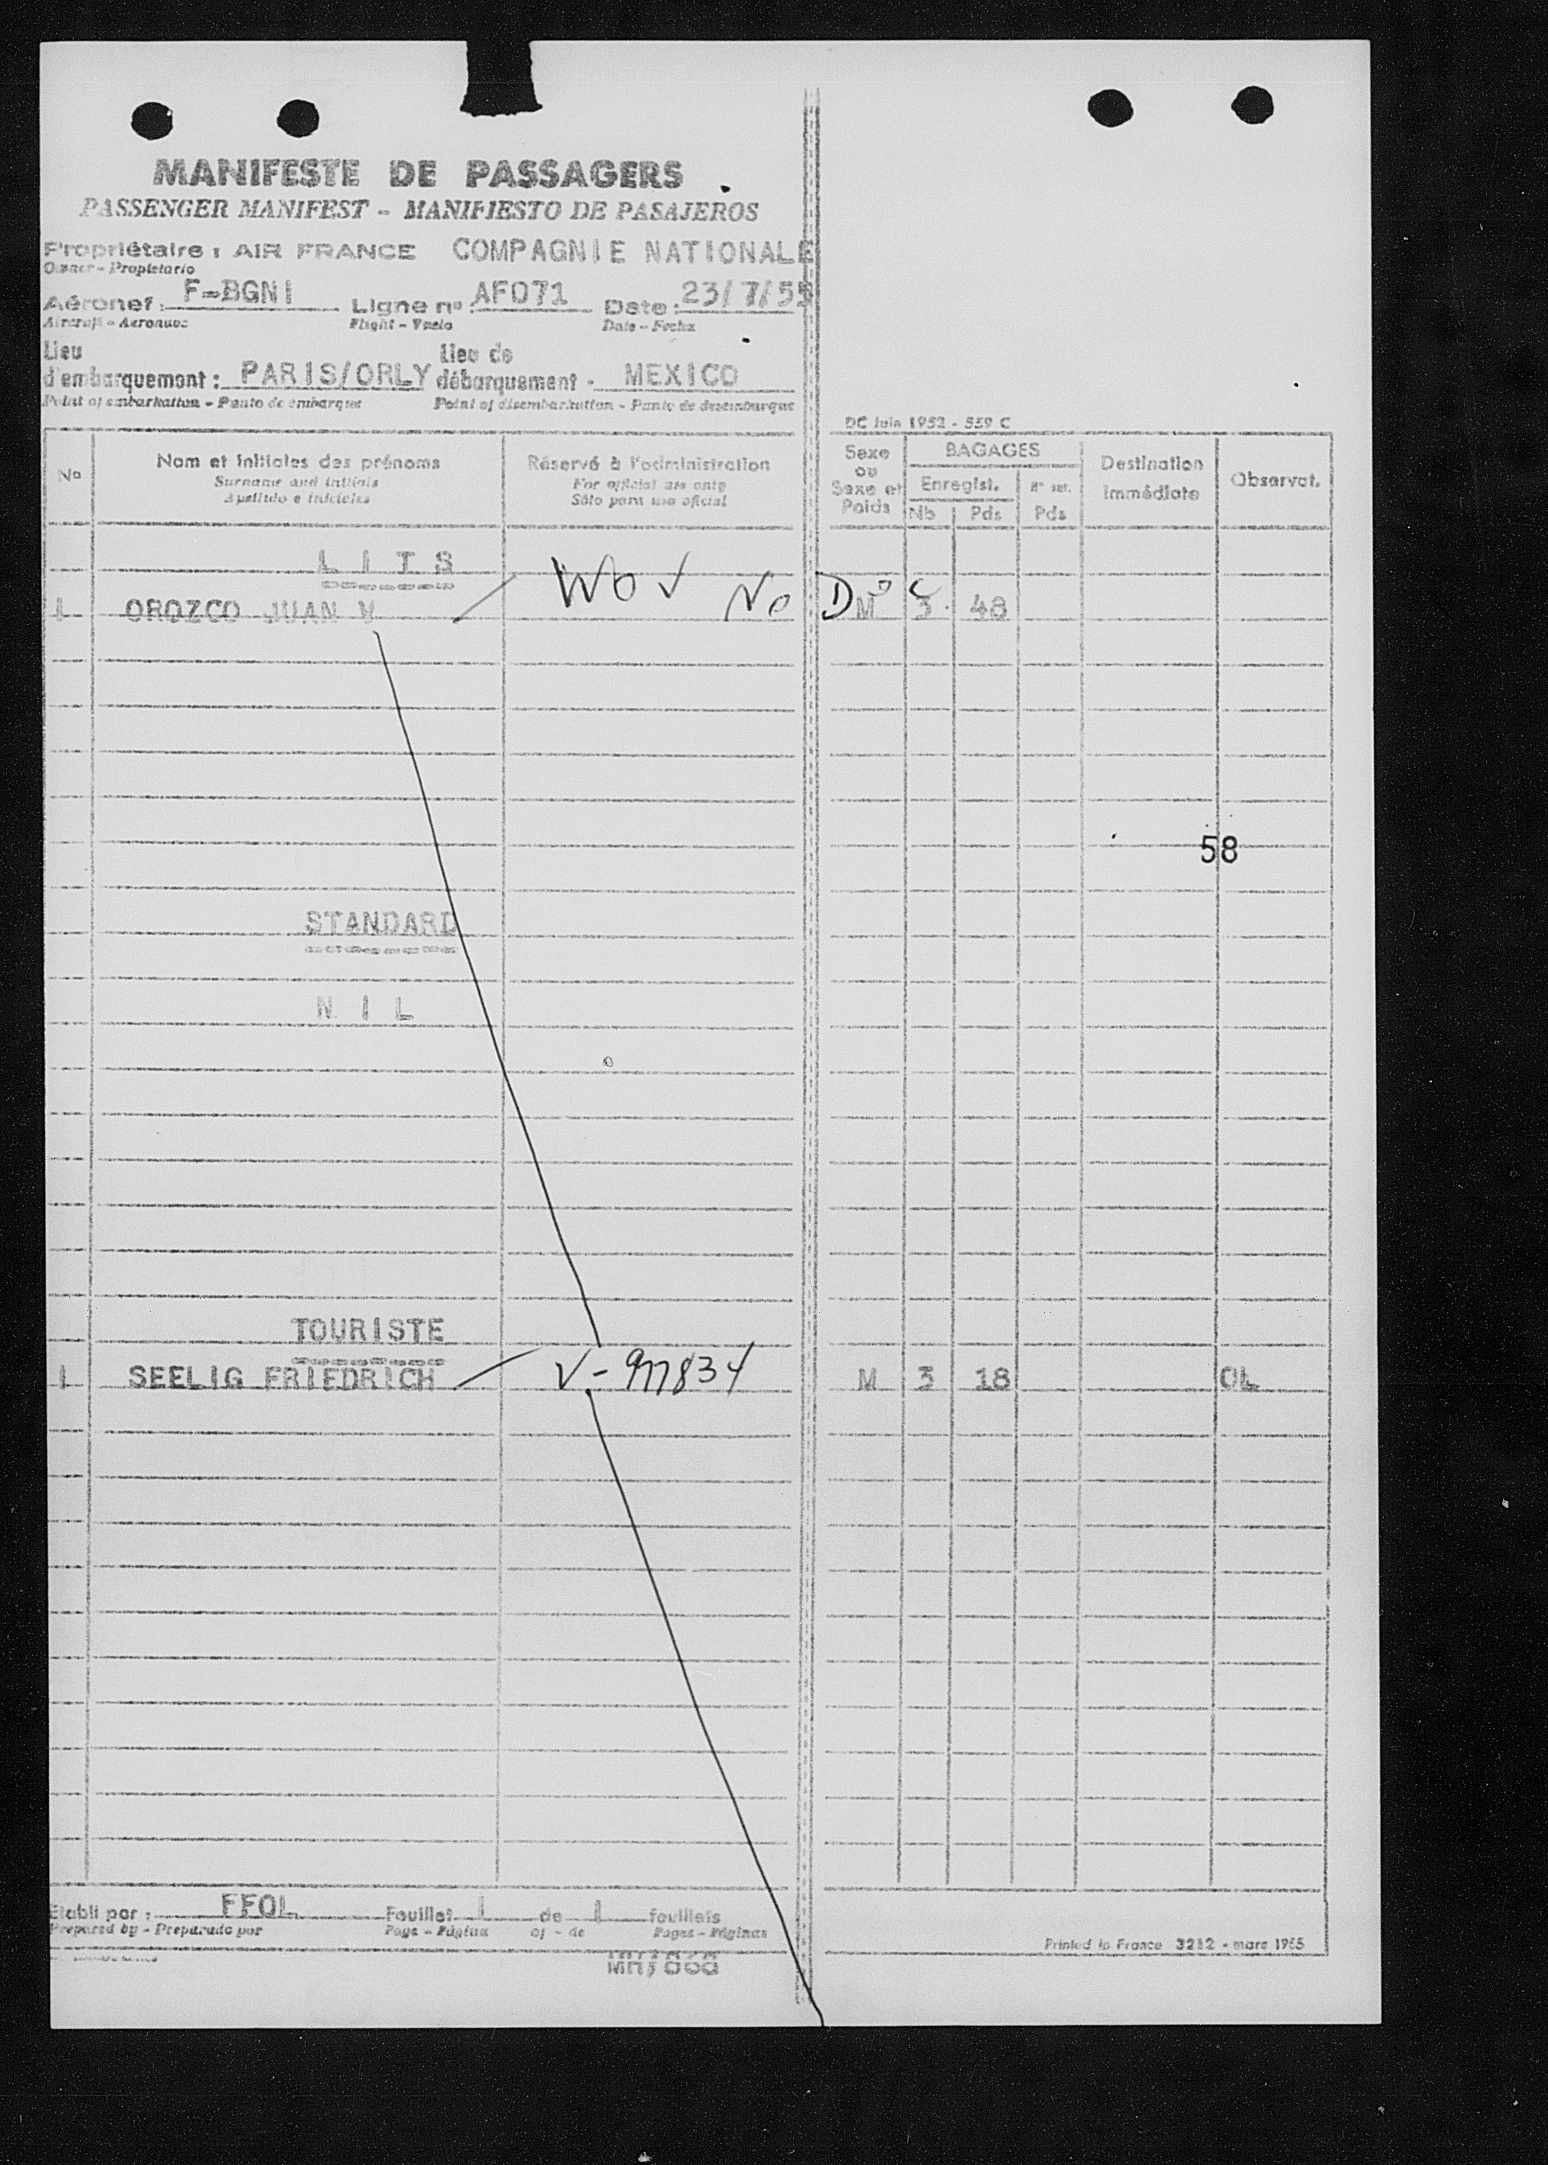 MANIFESTE DE PASSAGERS
PASSENGER MANIFEST - MANIFIESTO DE PASAJEROS
Propriétaire : AIR FRANCE COMPAGNIE NATIONALE
Owner - Propietario
Aéronef : F-BGNI Ligne nº : AF071 Date : 23/7/55
Aircraft - Aeronave Flight - Vuelo Date - Fecha
Lieu d'embarquement : PARIS/ORLY Lieu de débarquement - MEXICO
Point of embarkation - Punto de embarque Point of disembarkation - Punto de desembarque
DC Juin 1952 - 559 C
No Nom et initiales des prénoms Réservé à l'administration Sexe ou Sexe et Poids BAGAGES Destination immédiate Observat.
Surname and initials For official use only Enregist. Nº
Apellido e iniciales Sólo para uso oficial Nb Pds Pds
LITS
1 OROZCO JUAN WOV No D M 3 48
58
STANDARD
NIL
TOURISTE
1 SEELIG FRIEDRICH V- M 3 18 OL
Etabli par : FFOL Feuillet 1 de 1 feuillets
Prepared by - Preparado por Page - Página of - de Pages - Páginas
Printed in France 3212 - mars 1955